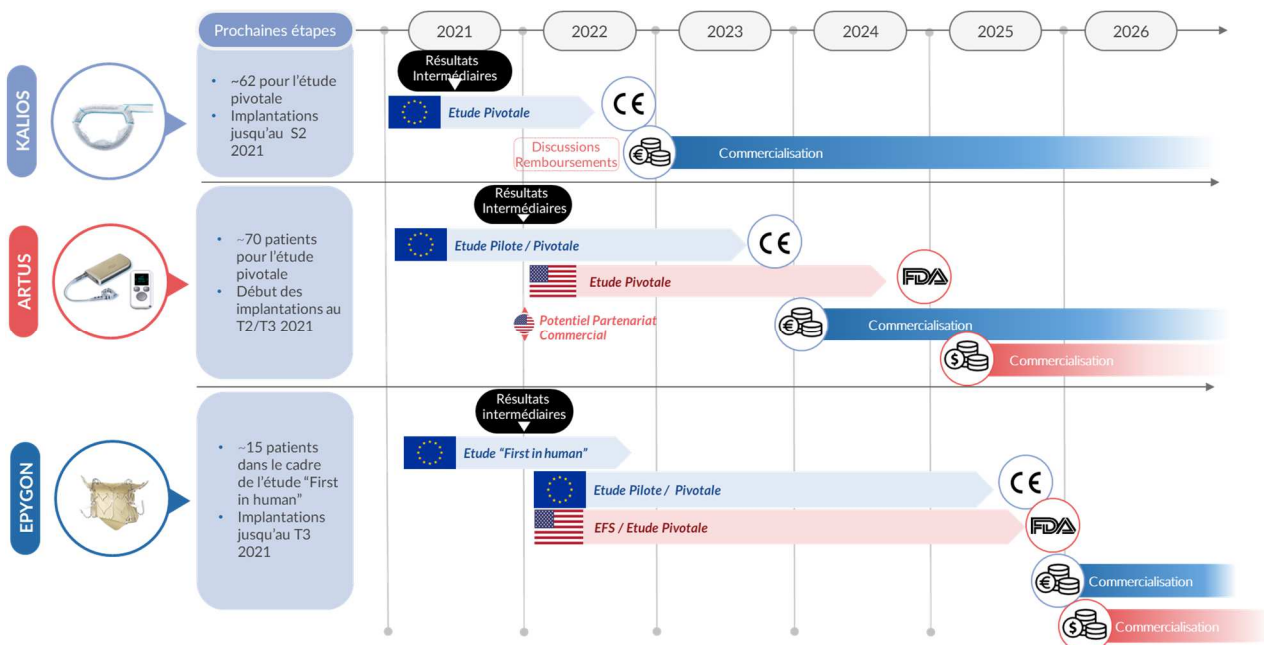 Prochaines étapes
2021
2022
2023
2024
2025
2026
KALIOS
• ~62 pour l'étude
pivotale
• Implantations
jusqu'au S2
2021
Résultats
Intermédiaires
Etude Pivotale
CE
Discussions
Remboursements
€
Commercialisation
ARTUS
• ~70 patients
pour l'étude
pivotale
• Début des
implantations au
T2/T3 2021
Résultats
Intermédiaires
Etude Pilote / Pivotale
CE
Etude Pivotale
FDA
Potentiel Partenariat
Commercial
€
Commercialisation
$
Commercialisation
EPYGON
• ~15 patients
dans le cadre
de l'étude "First
in human"
• Implantations
jusqu'au T3
2021
Résultats
intermédiaires
Etude "First in human"
Etude Pilote / Pivotale
CE
EFS / Etude Pivotale
FDA
€
Commercialisation
$
Commercialisation